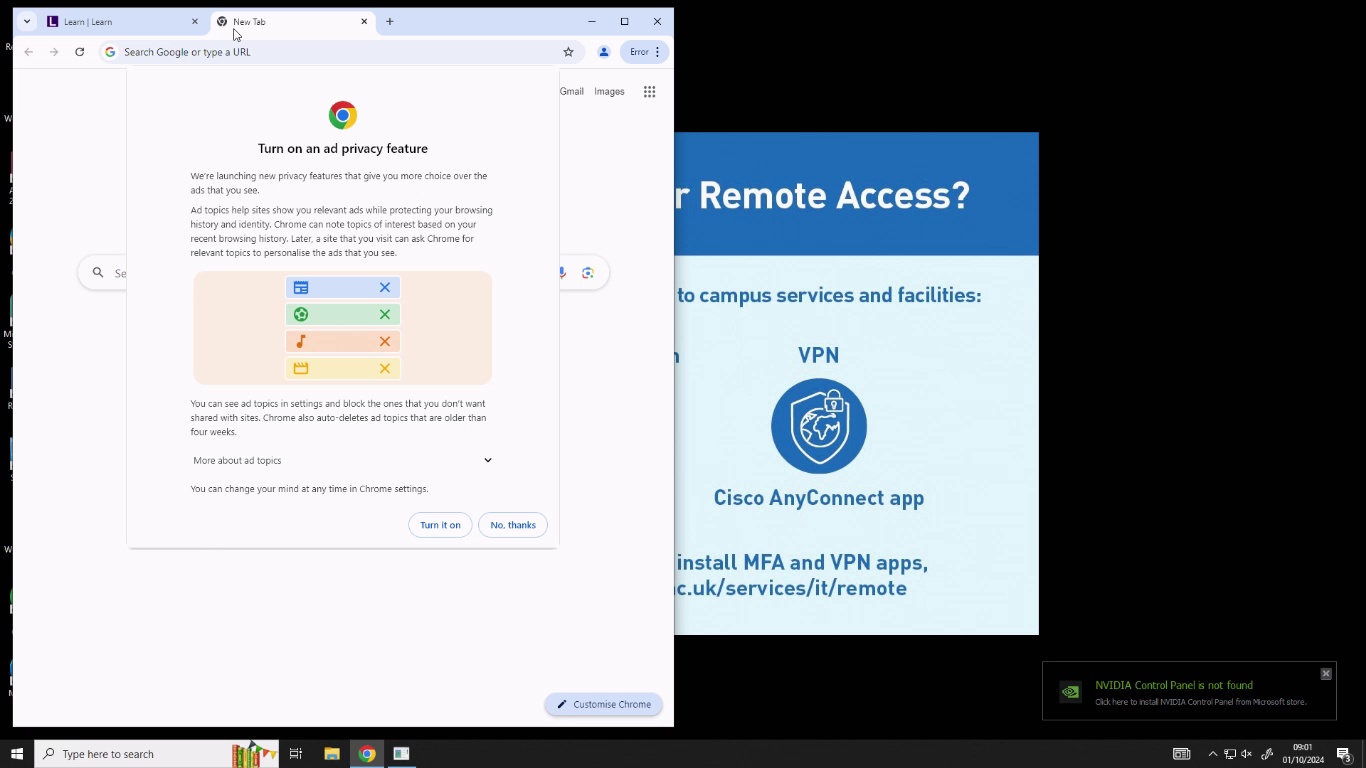 Learn | Learn
New Tab
Search Google or type a URL
Error
Gmail
Images
Turn on an ad privacy feature
We're launching new privacy features that give you more choice over the
ads that you see.
Ad topics help sites show you relevant ads while protecting your browsing
history and identity. Chrome can note topics of interest based on your
recent browsing history. Later, a site that you visit can ask Chrome for
relevant topics to personalise the ads that you see.
Se
You can see ad topics in settings and block the ones that you don't want
shared with sites. Chrome also auto-deletes ad topics that are older than
four weeks.
More about ad topics
You can change your mind at any time in Chrome settings.
Turn it on
No, thanks
Customise Chrome
r Remote Access?
to campus services and facilities:
VPN
Cisco AnyConnect app
install MFA and VPN apps,
c.uk/services/it/remote
NVIDIA Control Panel is not found
Click here to install NVIDIA Control Panel from Microsoft store.
Type here to search
09:01
01/10/2024
3